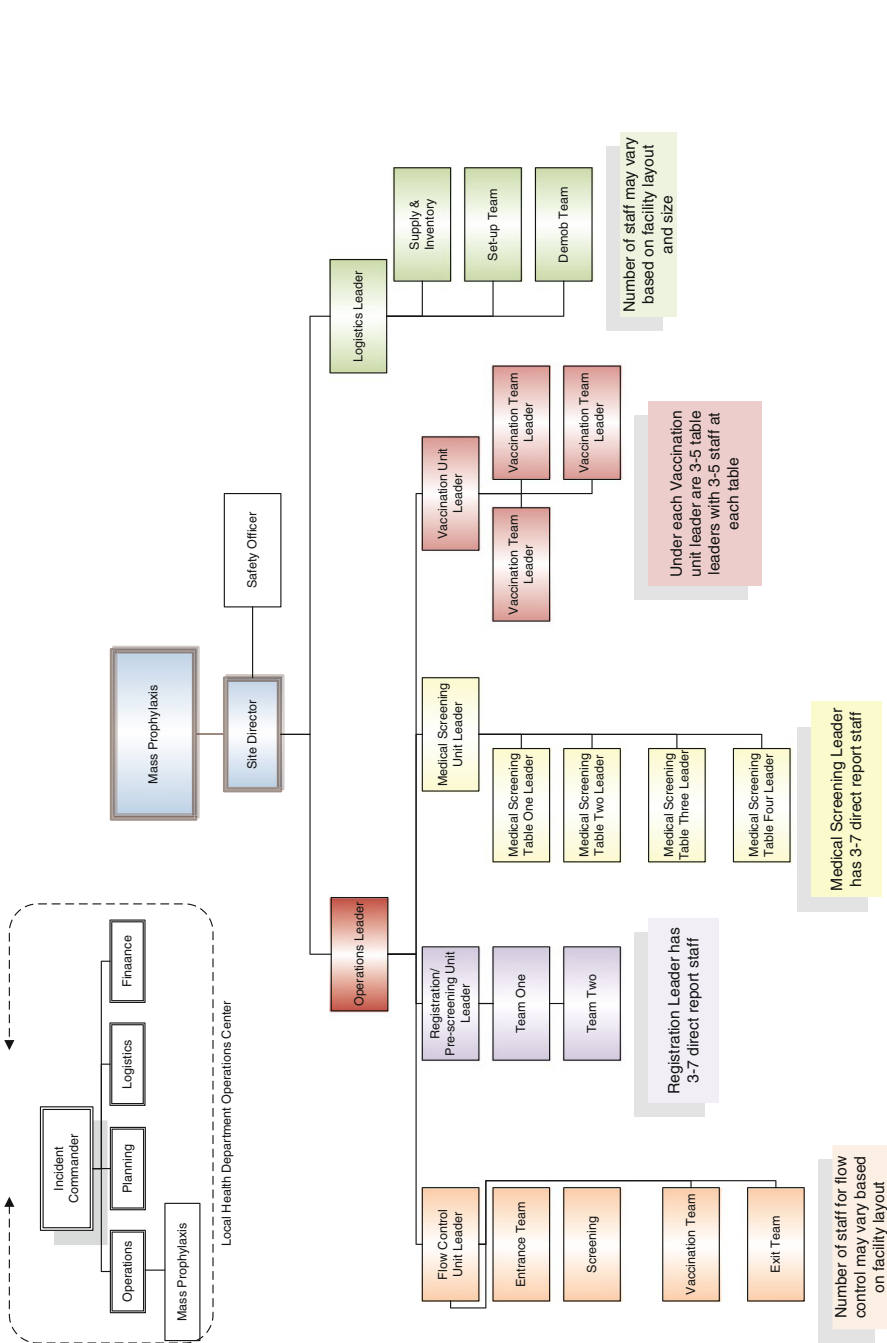 Incident
Commander
Operations
Planning
Logistics
Finaance
Mass Prophylaxis
Local Health Department Operations Center
Mass Prophylaxis
Site Director
Safety Officer
Operations Leader
Logistics Leader
Flow Control
Unit Leader
Entrance Team
Screening
Vaccination Team
Exit Team
Number of staff for flow
control may vary based
on facility layout
Registration/
Pre-screening Unit
Leader
Team One
Team Two
Registration Leader has
3-7 direct report staff
Medical Screening
Unit Leader
Medical Screening
Table One Leader
Medical Screening
Table Two Leader
Medical Screening
Table Three Leader
Medical Screening
Table Four Leader
Medical Screening Leader
has 3-7 direct report staff
Vaccination Unit
Leader
Vaccination Team
Leader
Vaccination Team
Leader
Vaccination Team
Leader
Under each Vaccination
unit leader are 3-5 table
leaders with 3-5 staff at
each table
Supply &
Inventory
Set-up Team
Demob Team
Number of staff may vary
based on facility layout
and size